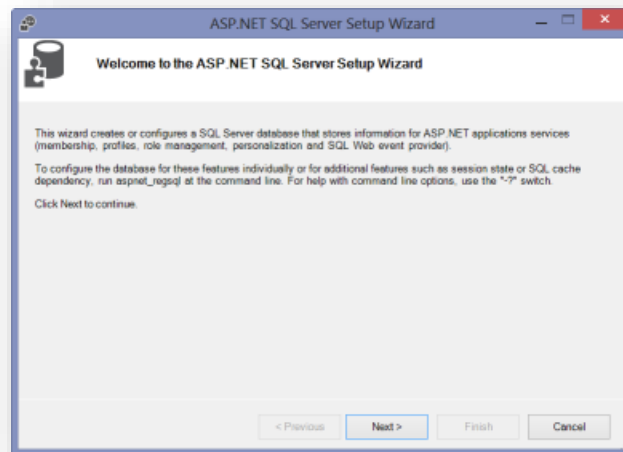 ASP.NET SQL Server Setup Wizard
Welcome to the ASP.NET SQL Server Setup Wizard
This wizard creates or configures a SQL Server database that stores information for ASP.NET applications services
(membership, profiles, role management, personalization and SQL Web event provider).
To configure the database for these features individually or for additional features such as session state or SQL cache
dependency, run aspnet_regsql at the command line. For help with command line options, use the "-?" switch.
Click Next to continue.
< Previous Next > Finish Cancel